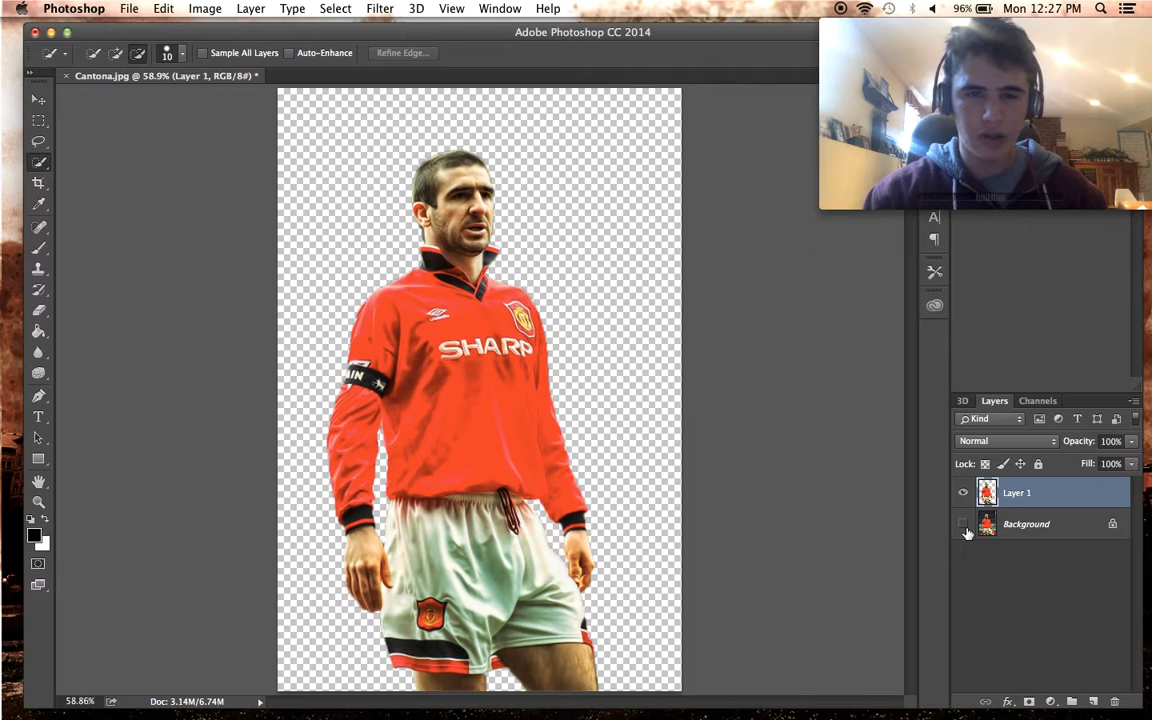 Photoshop File Edit Image Layer Type Select Filter 3D View Window Help 96% Mon 12:27 PM
Adobe Photoshop CC 2014
10 Sample All Layers Auto-Enhance Refine Edge...
Cantona.jpg @ 58.9% (Layer 1, RGB/8#) *
SHARP
IN
3D Layers Channels
Kind
Normal Opacity: 100%
Lock: Fill: 100%
Layer 1
Background
58.86% Doc: 3.14M/6.74M